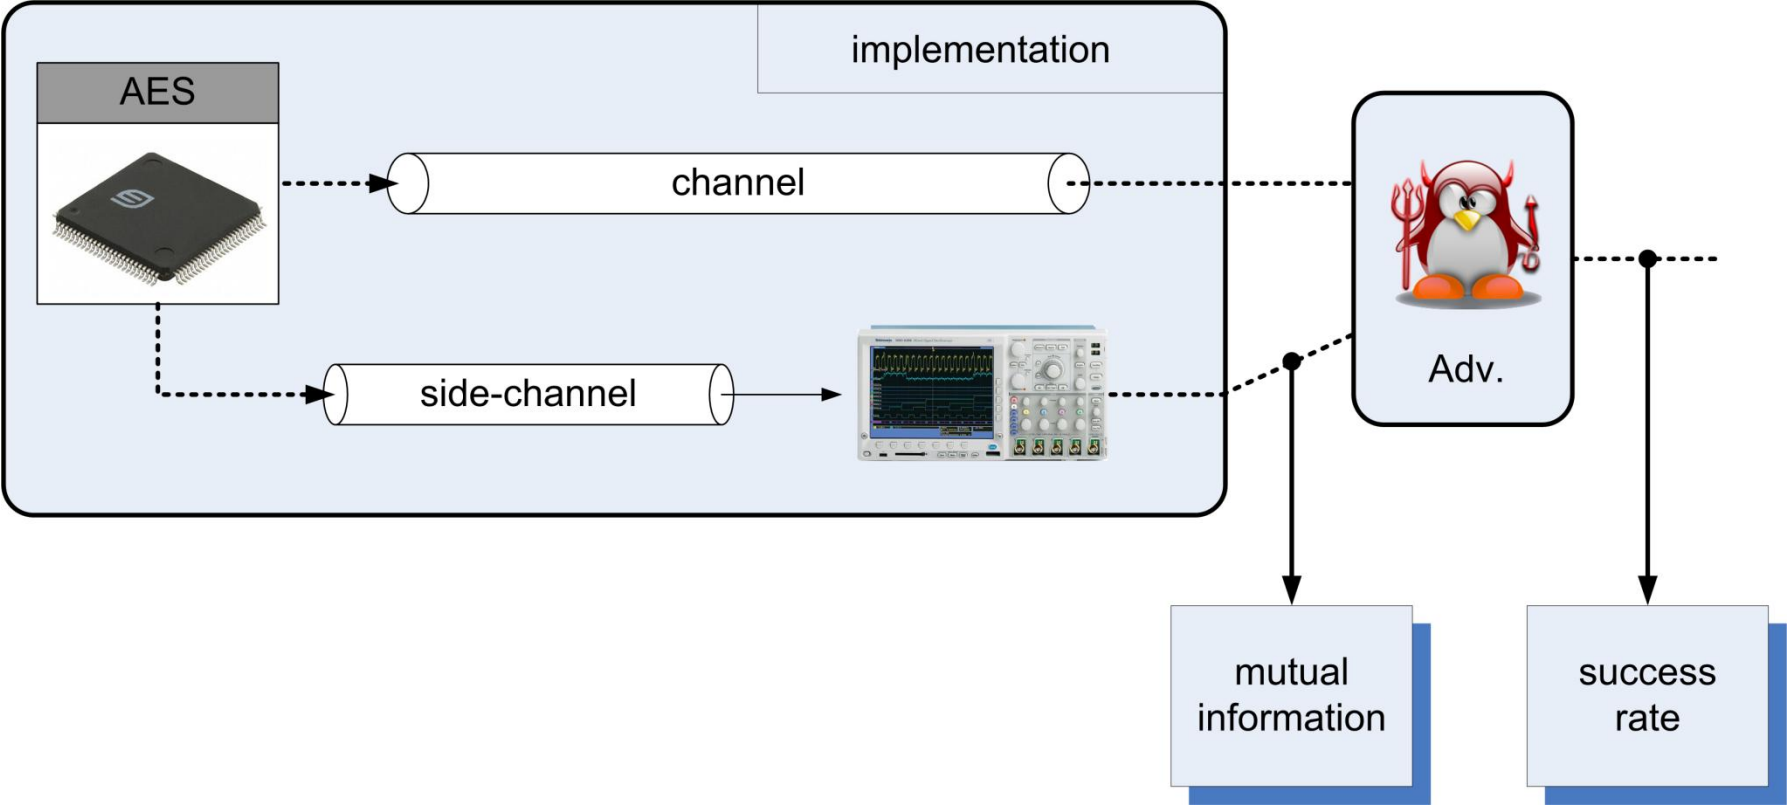 implementation
AES
channel
side-channel
Adv.
mutual
information
success
rate